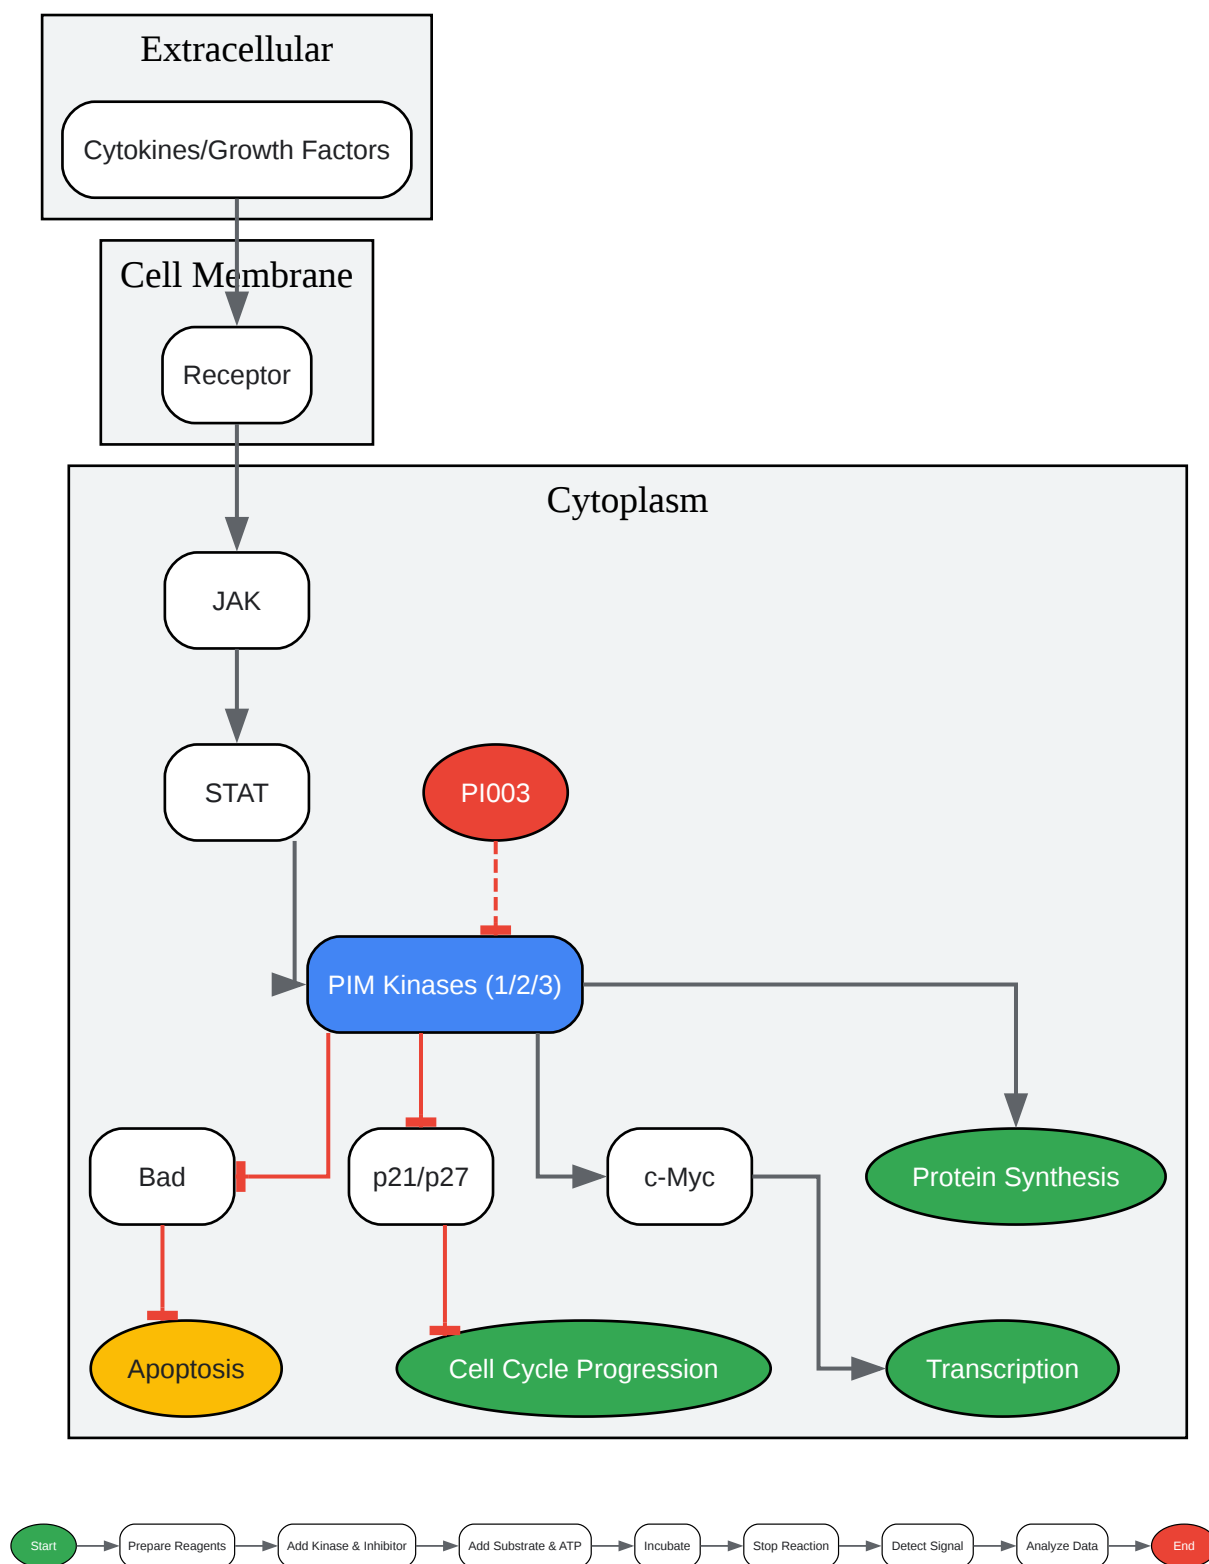 Extracellular
Cytokines/Growth Factors
Cell Membrane
Receptor
Cytoplasm
JAK
STAT
PI003
PIM Kinases (1/2/3)
Bad
p21/p27
c-Myc
Protein Synthesis
Apoptosis
Cell Cycle Progression
Transcription
Start
Prepare Reagents
Add Kinase & Inhibitor
Add Substrate & ATP
Incubate
Stop Reaction
Detect Signal
Analyze Data
End